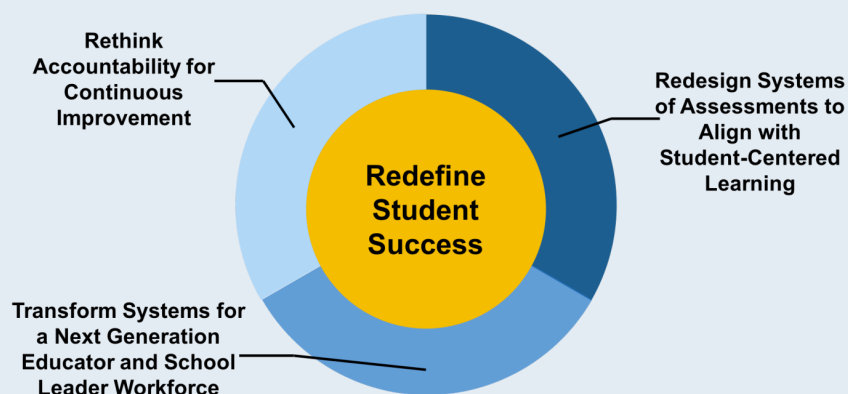 Rethink
Accountability for
Continuous
Improvement
Redesign Systems
of Assessments to
Align with
Student-Centered
Learning
Redefine
Student
Success
Transform Systems for
a Next Generation
Educator and School
Leader Workforce